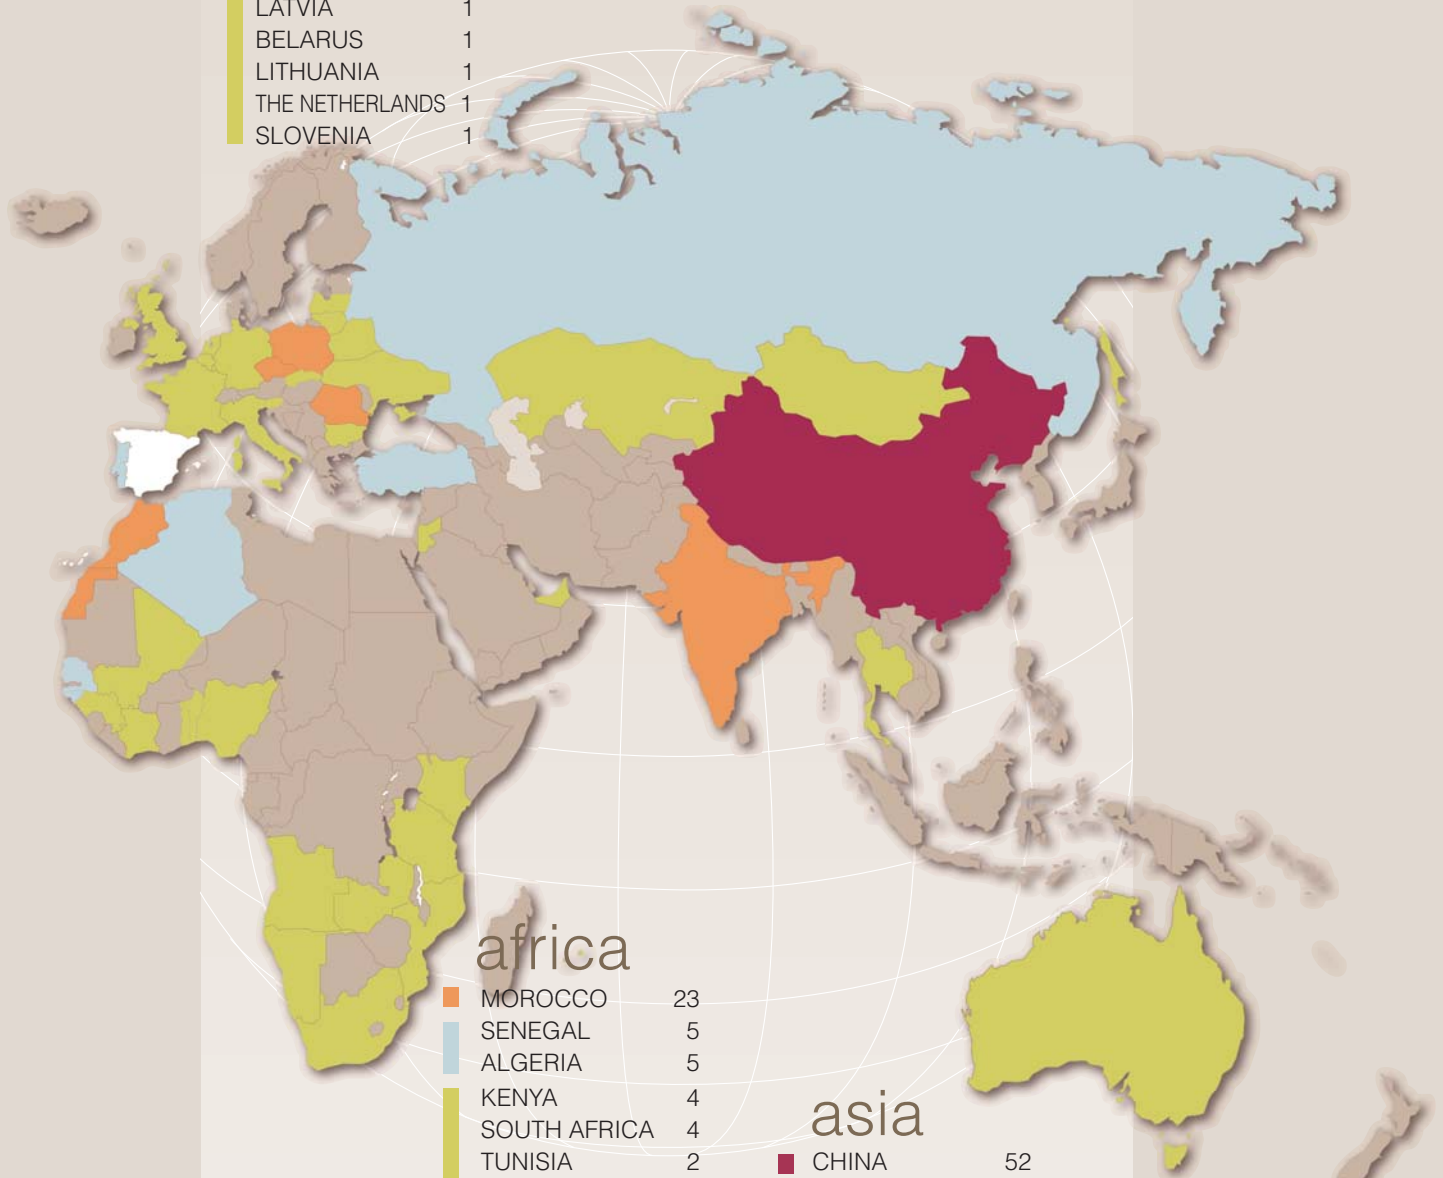 LATVIA 1
BELARUS 1
LITHUANIA 1
THE NETHERLANDS 1
SLOVENIA 1
africa
MOROCCO 23
SENEGAL 5
ALGERIA 5
KENYA 4
SOUTH AFRICA 4
TUNISIA 2
asia
CHINA 52